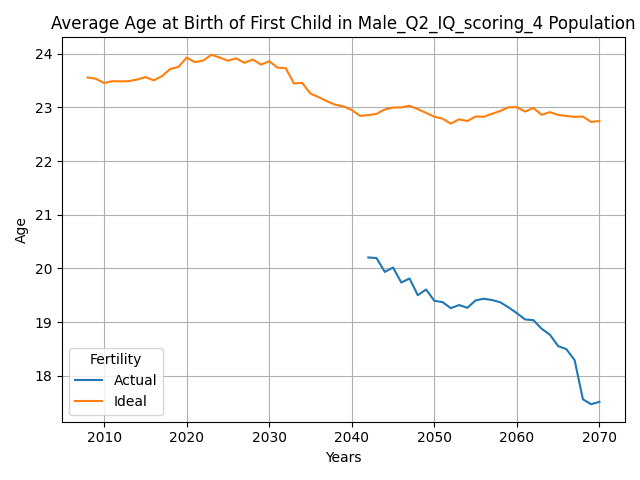 Average Age at Birth of First Child in Male_Q2_IQ_scoring_4 Population
24
23
22
21
20
19
18
Age
Fertility
Actual
Ideal
2010 2020 2030 2040 2050 2060 2070
Years